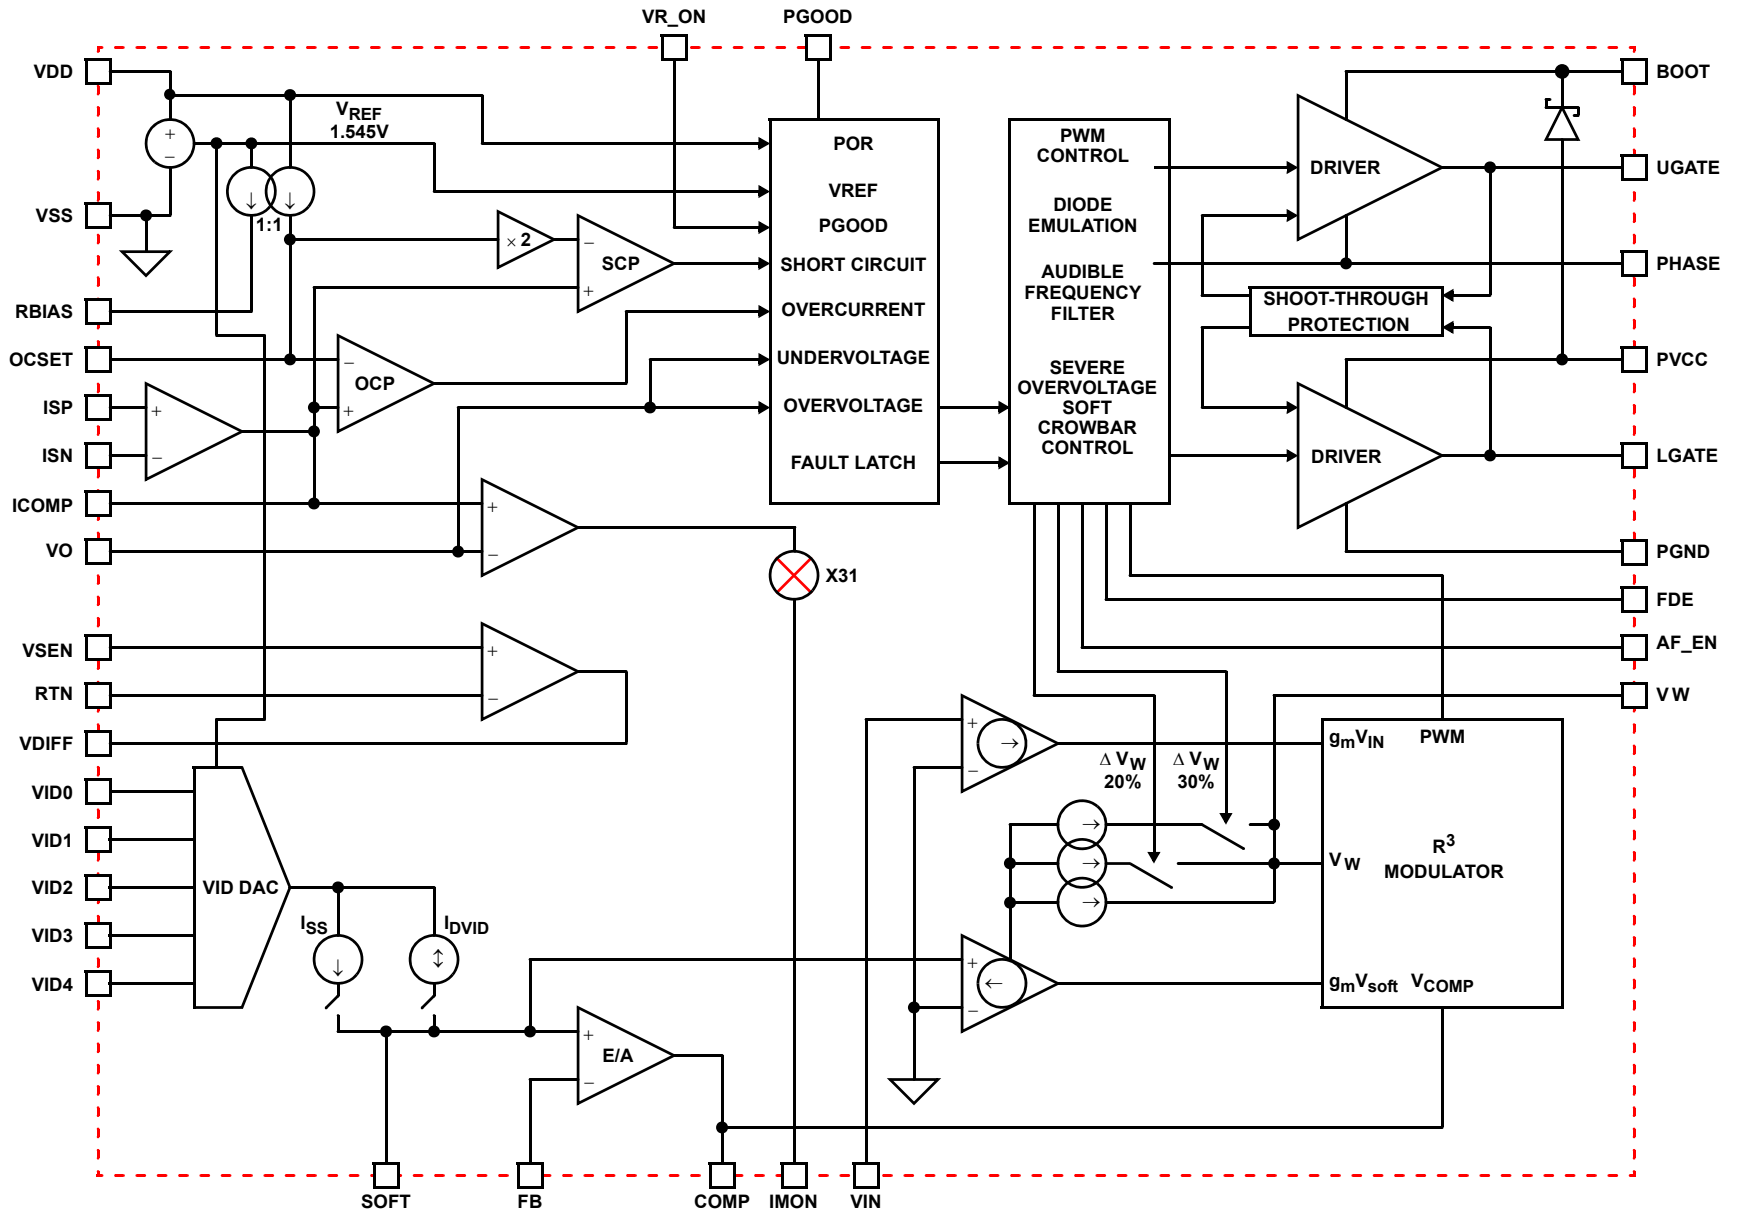 VR_ON
PGOOD
VDD
VREF
1.545V
VSS
1:1
RBIAS
OCSET
ISP
ISN
ICOMP
VO
VSEN
RTN
VDIFF
VID0
VID1
VID2
VID3
VID4
+
−
× 2
−
SCP
+
−
OCP
+
+
−
+
−
X31
+
−
VID DAC
ISS
IDVID
+
E/A
−
POR
VREF
PGOOD
SHORT CIRCUIT
OVERCURRENT
UNDERVOLTAGE
OVERVOLTAGE
FAULT LATCH
PWM
CONTROL
DIODE
EMULATION
AUDIBLE
FREQUENCY
FILTER
SEVERE
OVERVOLTAGE
SOFT
CROWBAR
CONTROL
DRIVER
SHOOT-THROUGH
PROTECTION
DRIVER
BOOT
UGATE
PHASE
PVCC
LGATE
PGND
FDE
AF_EN
VW
+
−
Δ VW
20%
Δ VW
30%
+
−
gmVIN
PWM
VW
R3
MODULATOR
gmVsoft
VCOMP
SOFT
FB
COMP
IMON
VIN